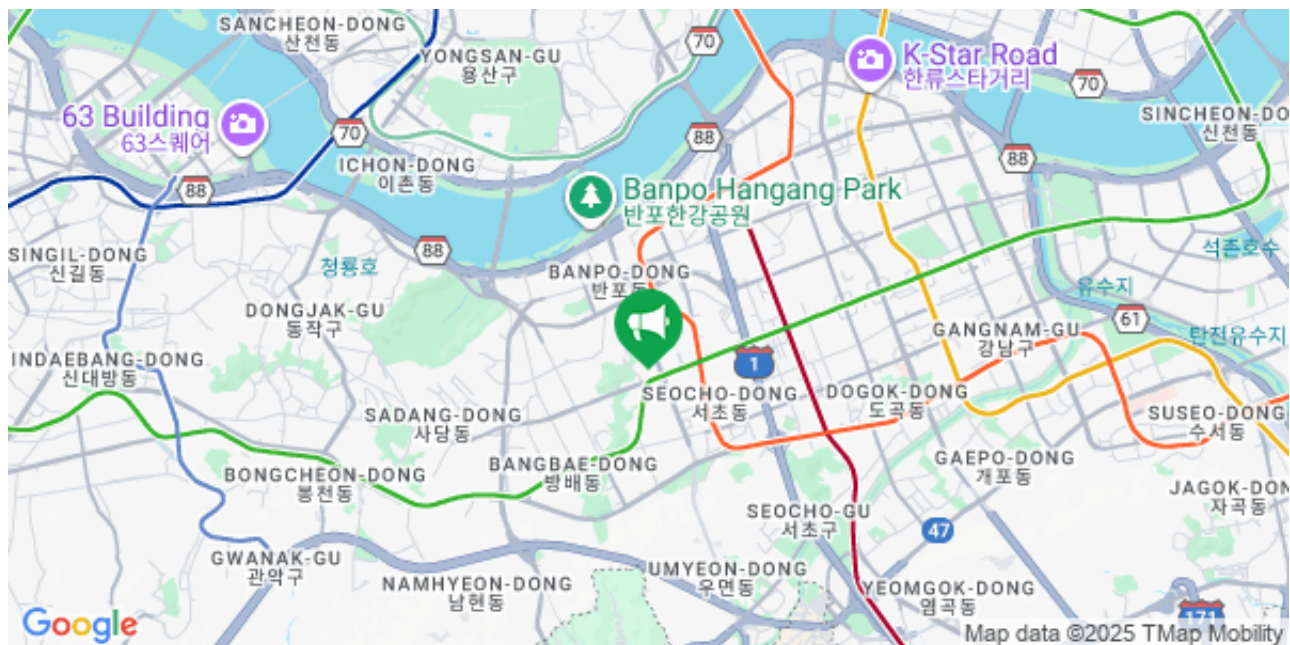 SANCHEON-DONG
산천동
YONGSAN-GU
용산구
70
K-Star Road
한류스타거리
70
63 Building
63스퀘어
70
88
SINCHEON-DO
신천동
ICHON-DONG
이촌동
88
88
Banpo Hangang Park
반포한강공원
88
SINGIL-DONG
신길동
청룡호
BANPO-DONG
반포동
석촌호수
유수지
DONGJAK-GU
동작구
61
GANGNAM-GU
강남구
탄천유수지
INDAEBANG-DONG
신대방동
1
SEOCHO-DONG
서초동
DOGOK-DONG
도곡동
SADANG-DONG
사당동
SUSEO-DONG
수서동
BONGCHEON-DONG
봉천동
BANGBAE-DONG
방배동
GAEPO-DONG
개포동
JAGOK-DON
자곡동
SEOCHO-GU
서초구
47
GWANAK-GU
관악구
NAMHYEON-DONG
남현동
UMYEON-DONG
우면동
YEOMGOK-DONG
염곡동
171
Google
Map data ©2025 TMap Mobility